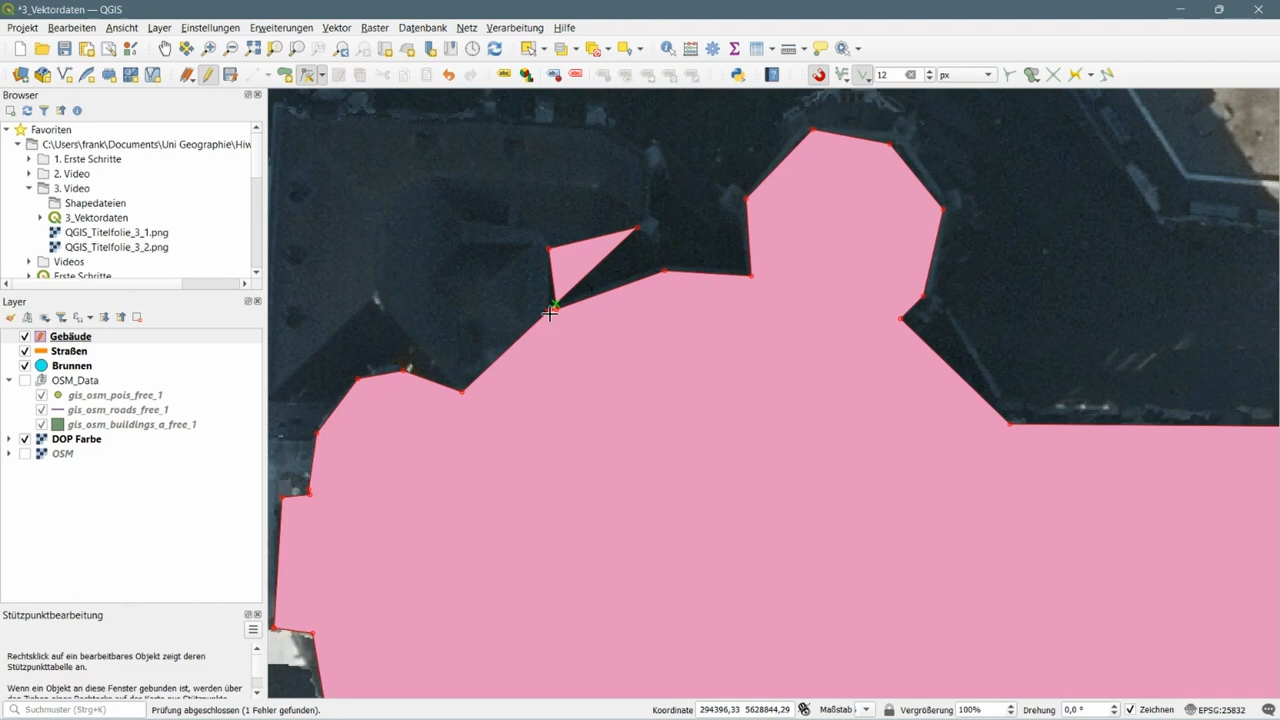 *3_Vektordaten — QGIS
Projekt Bearbeiten Ansicht Layer Einstellungen Erweiterungen Vektor Raster Datenbank Netz Verarbeitung Hilfe
12 px
Browser
Favoriten
C:\Users\frank\Documents\Uni Geographie\Hiw
1. Erste Schritte
2. Video
3. Video
Shapedateien
3_Vektordaten
QGIS_Titelfolie_3_1.png
QGIS_Titelfolie_3_2.png
Videos
Erste Schritte
Layer
Gebäude
Straßen
Brunnen
OSM_Data
gis_osm_pois_free_1
gis_osm_roads_free_1
gis_osm_buildings_a_free_1
DOP Farbe
OSM
Stützpunktbearbeitung
Rechtsklick auf ein bearbeitbares Objekt zeigt deren
Stützpunkttabelle an.
Wenn ein Objekt an diese Fenster gebunden ist, werden über
Suchmuster (Strg+K) Prüfung abgeschlossen (1 Fehler gefunden). Koordinate 294396,33 5628844,29 Maßstab Vergrößerung 100% Drehung 0,0 ° Zeichnen EPSG:25832